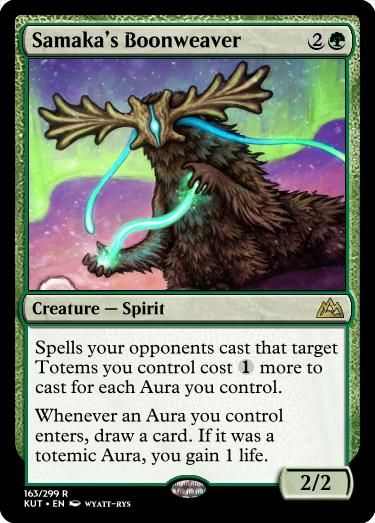 Samaka's Boonweaver 2
Creature — Spirit
Spells your opponents cast that target
Totems you control cost 1 more to
cast for each Aura you control.
Whenever an Aura you control
enters, draw a card. If it was a
totemic Aura, you gain 1 life.
2/2
163/299 R
KUT • EN WYATT-RYS